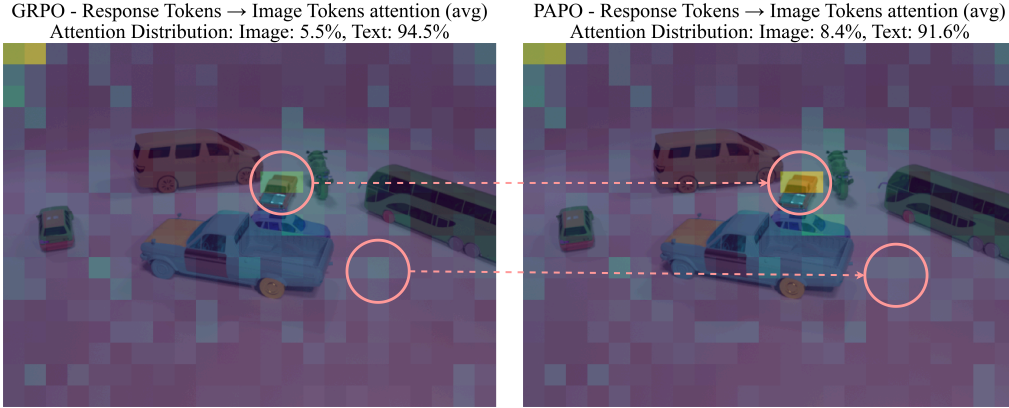 GRPO - Response Tokens → Image Tokens attention (avg)
Attention Distribution: Image: 5.5%, Text: 94.5%
PAPO - Response Tokens → Image Tokens attention (avg)
Attention Distribution: Image: 8.4%, Text: 91.6%